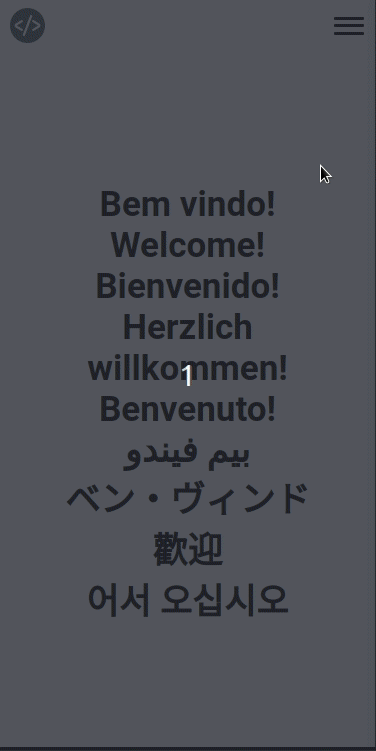 </>
Bem vindo!
Welcome!
Bienvenido!
Herzlich
willkommen!
1
Benvenuto!
بيم فيندو
ベン・ヴィンド
歡迎
어서 오십시오